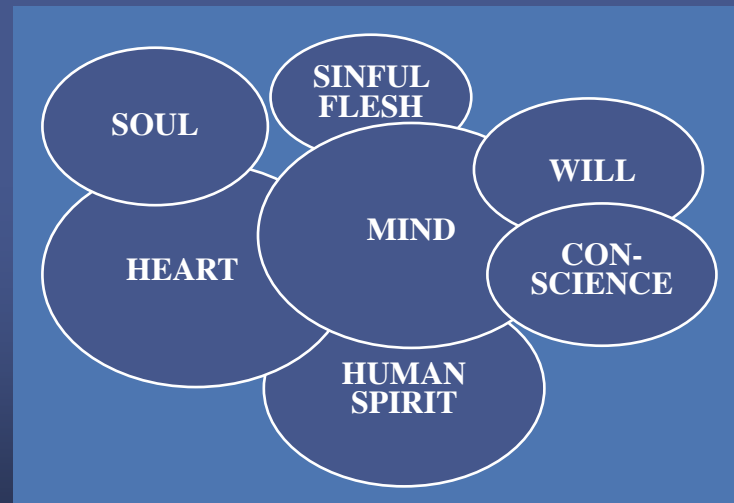 SINFUL
FLESH
SOUL
WILL
MIND
HEART
CON-
SCIENCE
HUMAN
SPIRIT